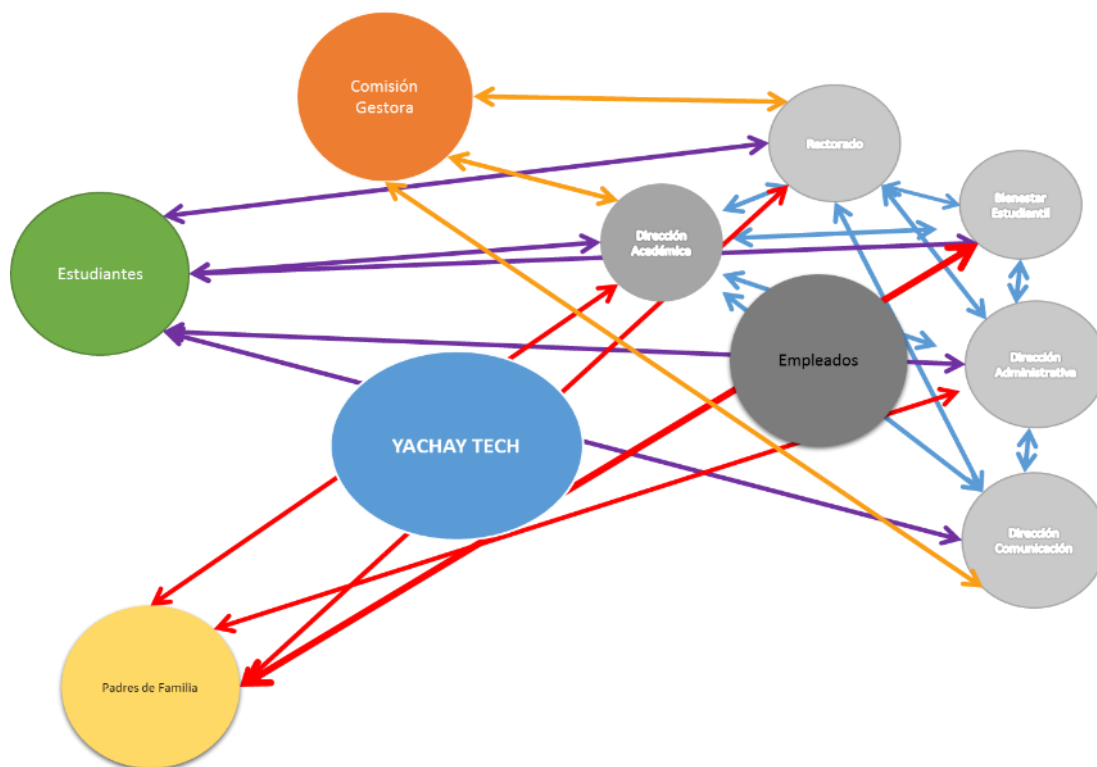 Comisión
Gestora
Rectorado
Bienestar
Estudiantil
Dirección
Académica
Estudiantes
Empleados
Dirección
Administrativa
YACHAY TECH
Dirección
Comunicación
Padres de Familia